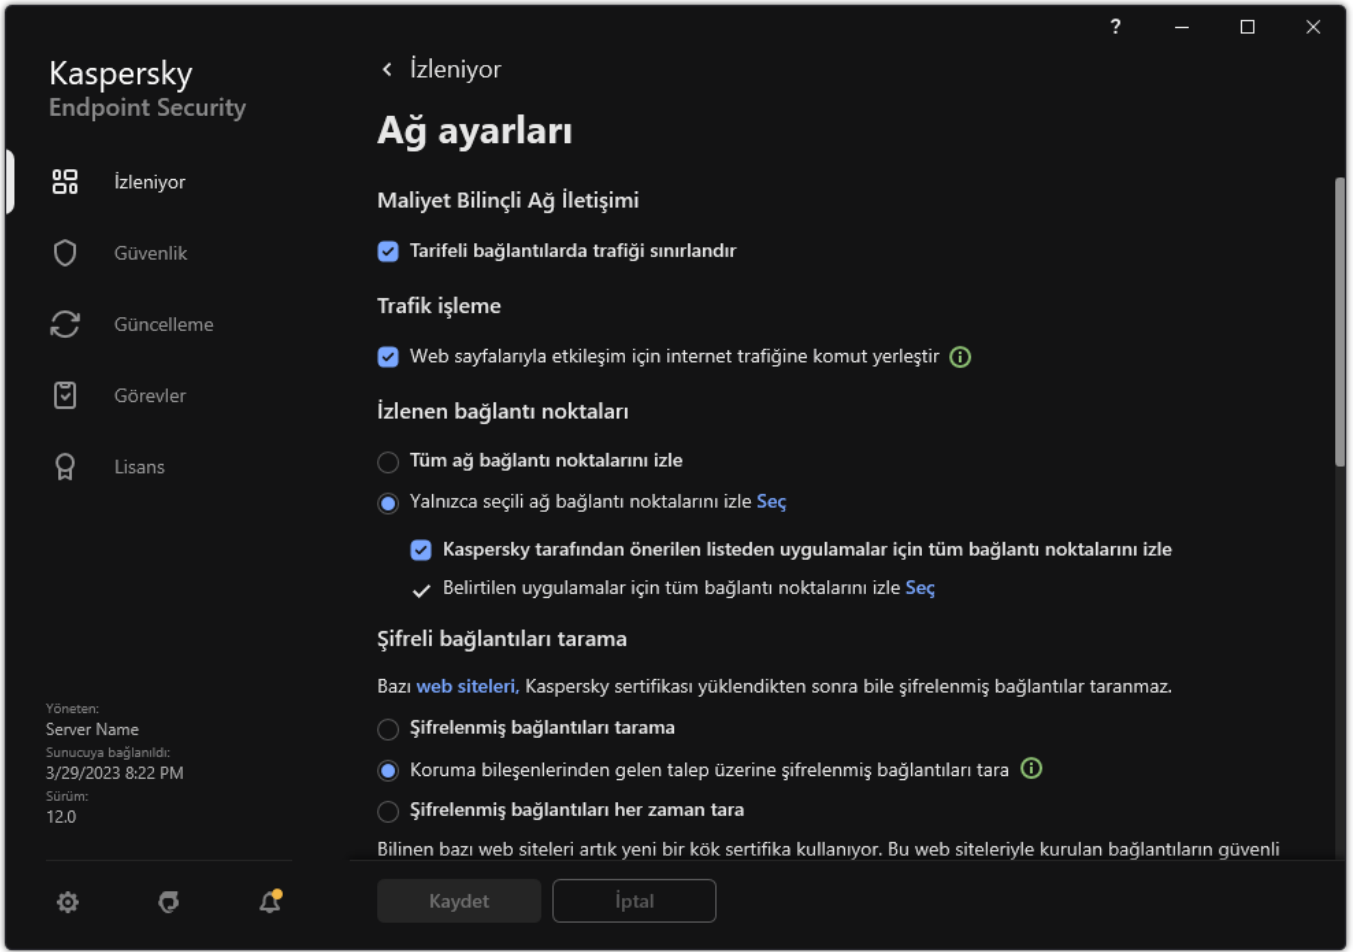 ?
Kaspersky
Endpoint Security
İzleniyor
Güvenlik
Güncelleme
Görevler
Lisans
Yöneten:
Server Name
Sunucuya bağlanıldı:
3/29/2023 8:22 PM
Sürüm:
12.0
İzleniyor
Ağ ayarları
Maliyet Bilinçli Ağ İletişimi
Tarifeli bağlantılarda trafiği sınırlandır
Trafik işleme
Web sayfalarıyla etkileşim için internet trafiğine komut yerleştir
İzlenen bağlantı noktaları
Tüm ağ bağlantı noktalarını izle
Yalnızca seçili ağ bağlantı noktalarını izle Seç
Kaspersky tarafından önerilen listeden uygulamalar için tüm bağlantı noktalarını izle
Belirtilen uygulamalar için tüm bağlantı noktalarını izle Seç
Şifreli bağlantıları tarama
Bazı web siteleri, Kaspersky sertifikası yüklendikten sonra bile şifrelenmiş bağlantılar taranmaz.
Şifrelenmiş bağlantıları tarama
Koruma bileşenlerinden gelen talep üzerine şifrelenmiş bağlantıları tara
Şifrelenmiş bağlantıları her zaman tara
Bilinen bazı web siteleri artık yeni bir kök sertifika kullanıyor. Bu web siteleriyle kurulan bağlantıların güvenli
Kaydet
İptal